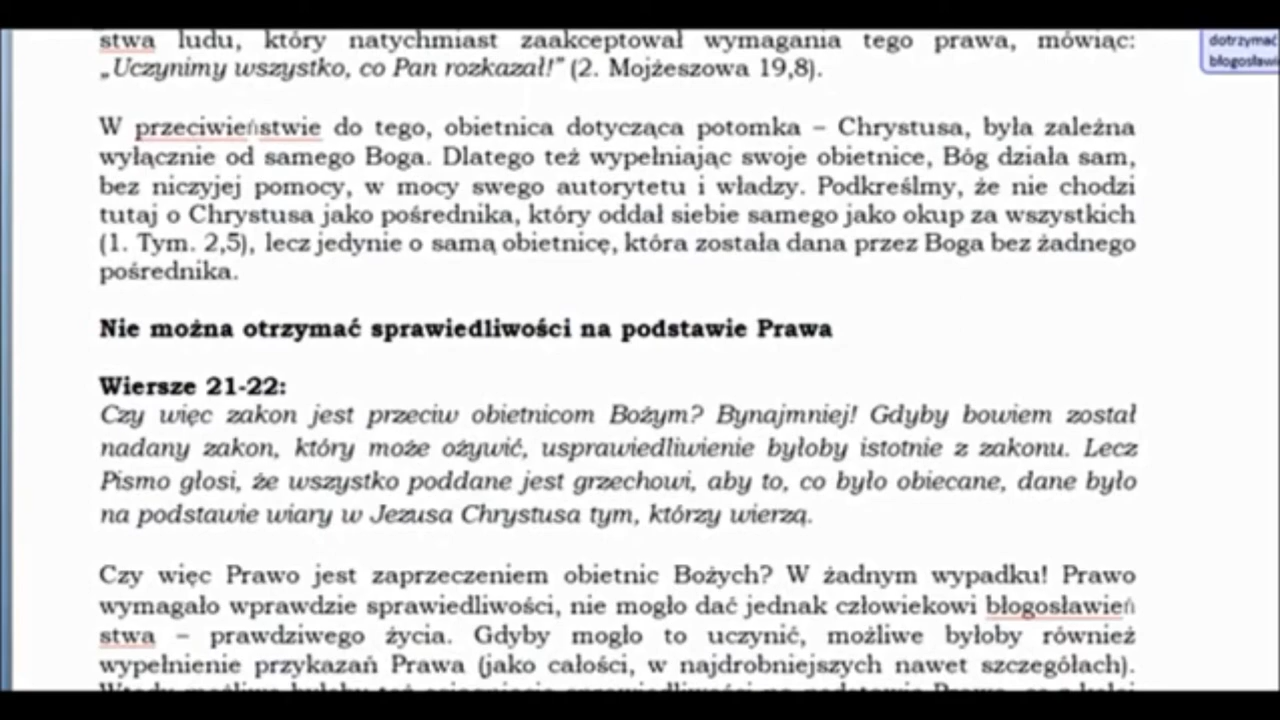 stwa ludu, który natychmiast zaakceptował wymagania tego prawa, mówiąc:
„Uczynimy wszystko, co Pan rozkazał!” (2. Mojżeszowa 19,8).
W przeciwieństwie do tego, obietnica dotycząca potomka – Chrystusa, była zależna
wyłącznie od samego Boga. Dlatego też wypełniając swoje obietnice, Bóg działa sam,
bez niczyjej pomocy, w mocy swego autorytetu i władzy. Podkreślmy, że nie chodzi
tutaj o Chrystusa jako pośrednika, który oddał siebie samego jako okup za wszystkich
(1. Tym. 2,5), lecz jedynie o samą obietnicę, która została dana przez Boga bez żadnego
pośrednika.
Nie można otrzymać sprawiedliwości na podstawie Prawa
Wiersze 21-22:
Czy więc zakon jest przeciw obietnicom Bożym? Bynajmniej! Gdyby bowiem został
nadany zakon, który może ożywić, usprawiedliwienie byłoby istotnie z zakonu. Lecz
Pismo głosi, że wszystko poddane jest grzechowi, aby to, co było obiecane, dane było
na podstawie wiary w Jezusa Chrystusa tym, którzy wierzą.
Czy więc Prawo jest zaprzeczeniem obietnic Bożych? W żadnym wypadku! Prawo
wymagało wprawdzie sprawiedliwości, nie mogło dać jednak człowiekowi błogosławień
stwa – prawdziwego życia. Gdyby mogło to uczynić, możliwe byłoby również
wypełnienie przykazań Prawa (jako całości, w najdrobniejszych nawet szczegółach).
dotrzymać
błogosławi